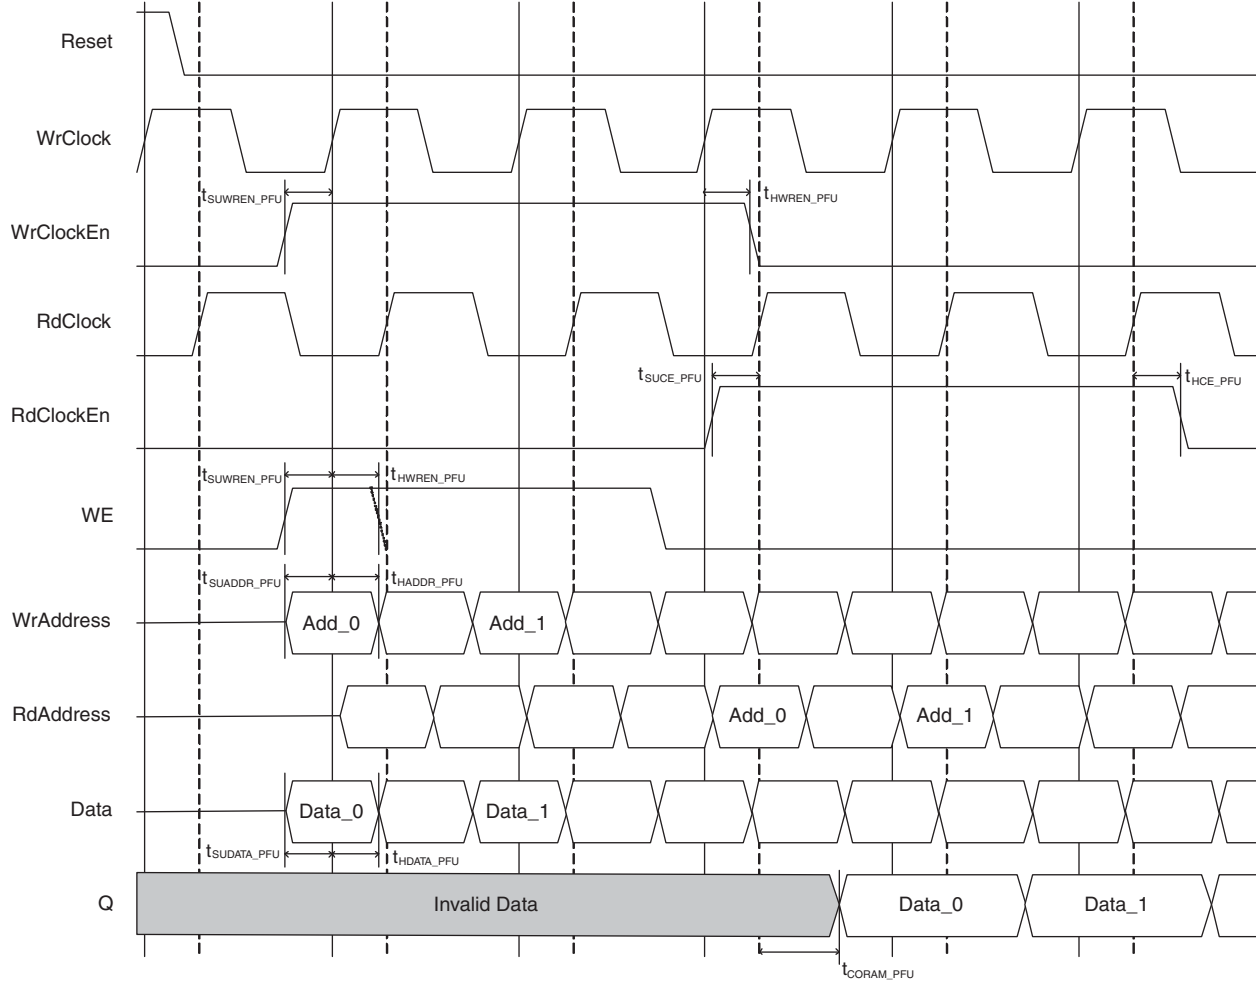 Reset
WrClock
tSUWREN_PFU tHWREN_PFU
WrClockEn
RdClock
tSUCE_PFU tHCE_PFU
RdClockEn
tSUWREN_PFU tHWREN_PFU
WE
tSUADDR_PFU tHADDR_PFU
WrAddress Add_0 Add_1
RdAddress Add_0 Add_1
Data Data_0 Data_1
tSUDATA_PFU tHDATA_PFU
Q Invalid Data Data_0 Data_1
tCORAM_PFU